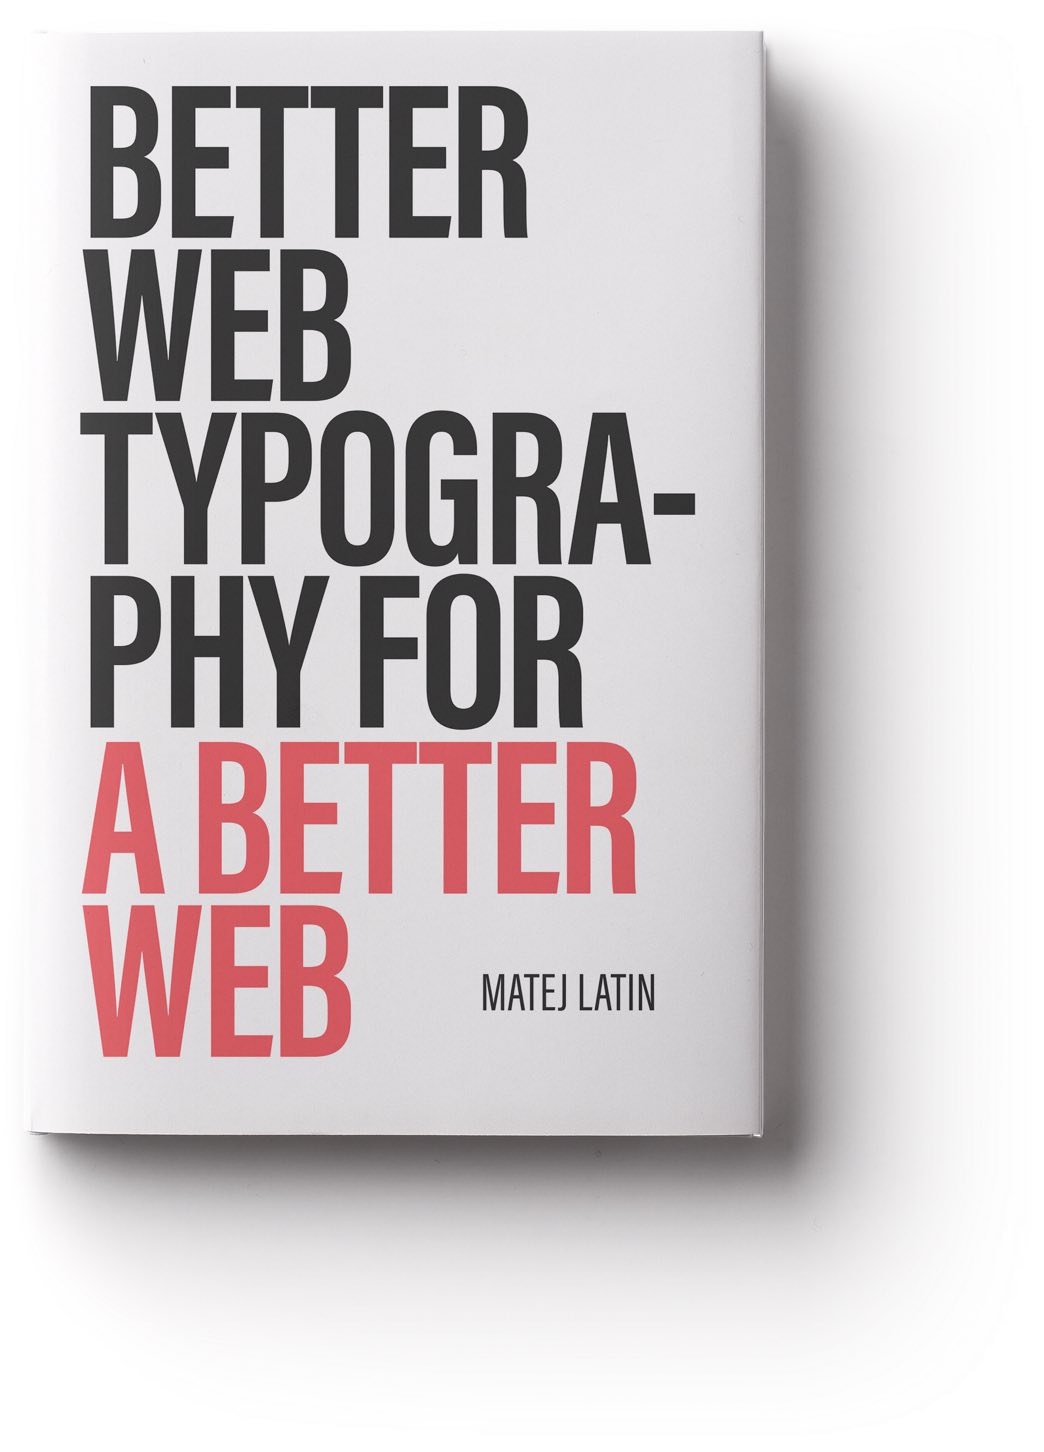 BETTER
WEB
TYPOGRA-
PHY FOR
A BETTER
WEB
MATEJ LATIN